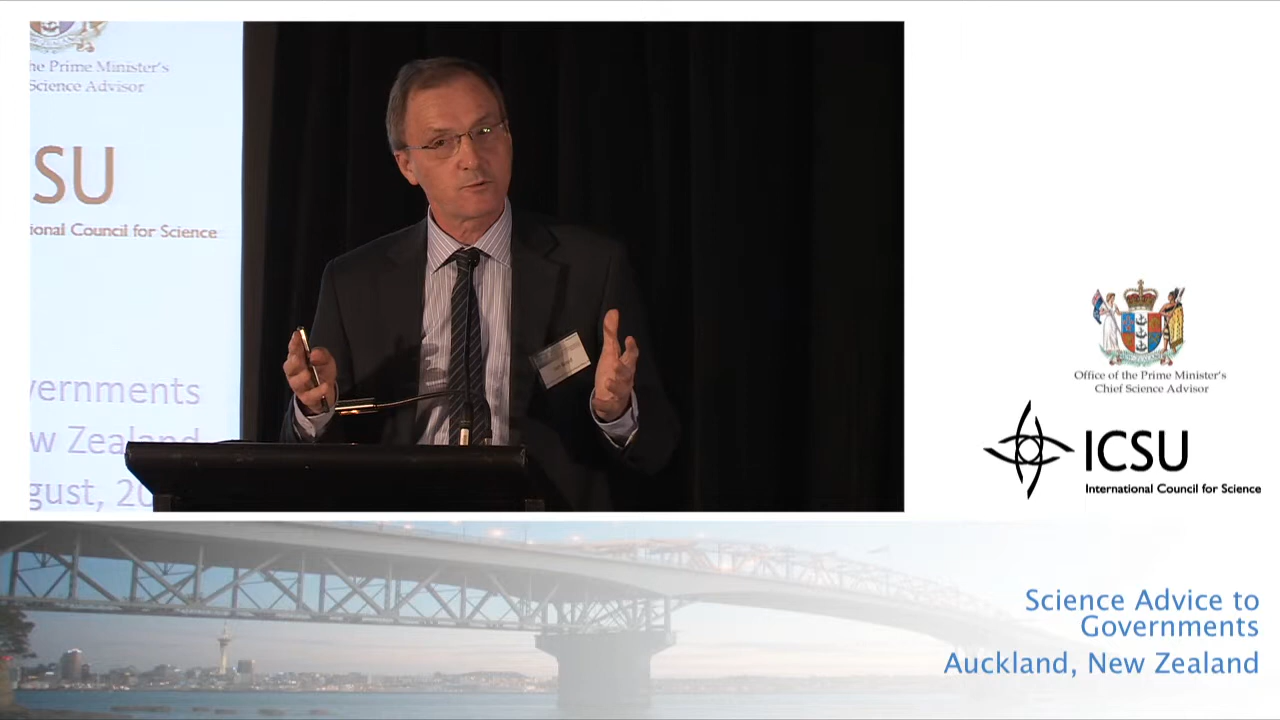 he Prime Minister's
Science Advisor
SU
ional Council for Science
vernments
w Zealand
gust, 20
Office of the Prime Minister's
Chief Science Advisor
ICSU
International Council for Science
Science Advice to
Governments
Auckland, New Zealand